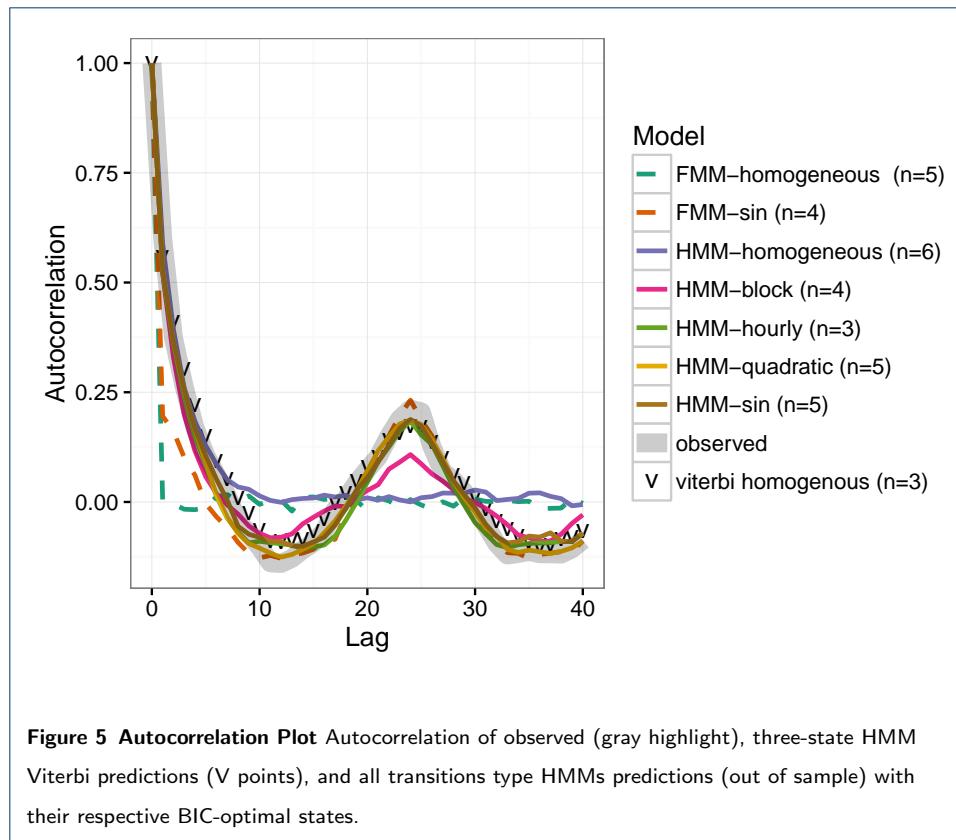 1.00
0.75
0.50
0.25
0.00
Autocorrelation
0 10 20 30 40
Lag
Model
FMM−homogeneous (n=5)
FMM−sin (n=4)
HMM−homogeneous (n=6)
HMM−block (n=4)
HMM−hourly (n=3)
HMM−quadratic (n=5)
HMM−sin (n=5)
observed
V viterbi homogenous (n=3)
Figure 5 Autocorrelation Plot Autocorrelation of observed (gray highlight), three-state HMM
Viterbi predictions (V points), and all transitions type HMMs predictions (out of sample) with
their respective BIC-optimal states.